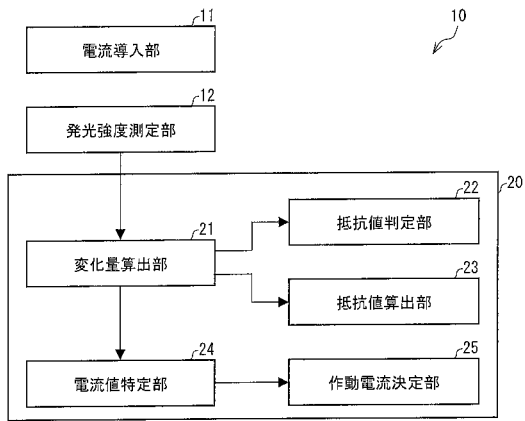 10
11
電流導入部
12
発光強度測定部
20
21
変化量算出部
22
抵抗値判定部
23
抵抗値算出部
24
電流値特定部
25
作動電流決定部